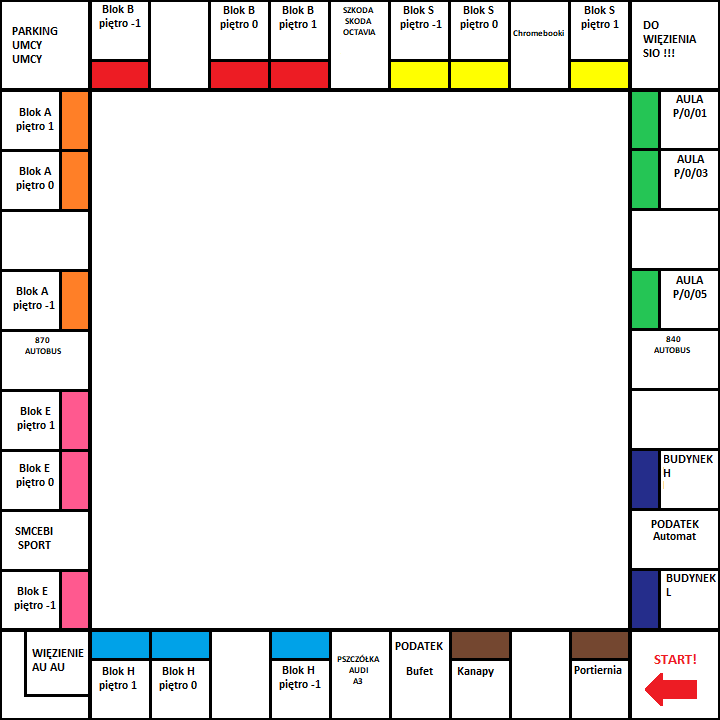 PARKING
UMCY
UMCY
Blok B
piętro -1
Blok B
piętro 0
Blok B
piętro 1
SZKODA
SKODA
OCTAVIA
Blok S
piętro -1
Blok S
piętro 0
Chromebooki
Blok S
piętro 1
DO
WIĘZIENIA
SIO !!!
Blok A
piętro 1
Blok A
piętro 0
Blok A
piętro -1
870
AUTOBUS
Blok E
piętro 1
Blok E
piętro 0
SMCEBI
SPORT
Blok E
piętro -1
AULA
P/0/01
AULA
P/0/03
AULA
P/0/05
840
AUTOBUS
BUDYNEK
H
PODATEK
Automat
BUDYNEK
L
WIĘZIENIE
AU AU
Blok H
piętro 1
Blok H
piętro 0
Blok H
piętro -1
PSZCZÓŁKA
AUDI
A3
PODATEK
Bufet
Kanapy
Portiernia
START!